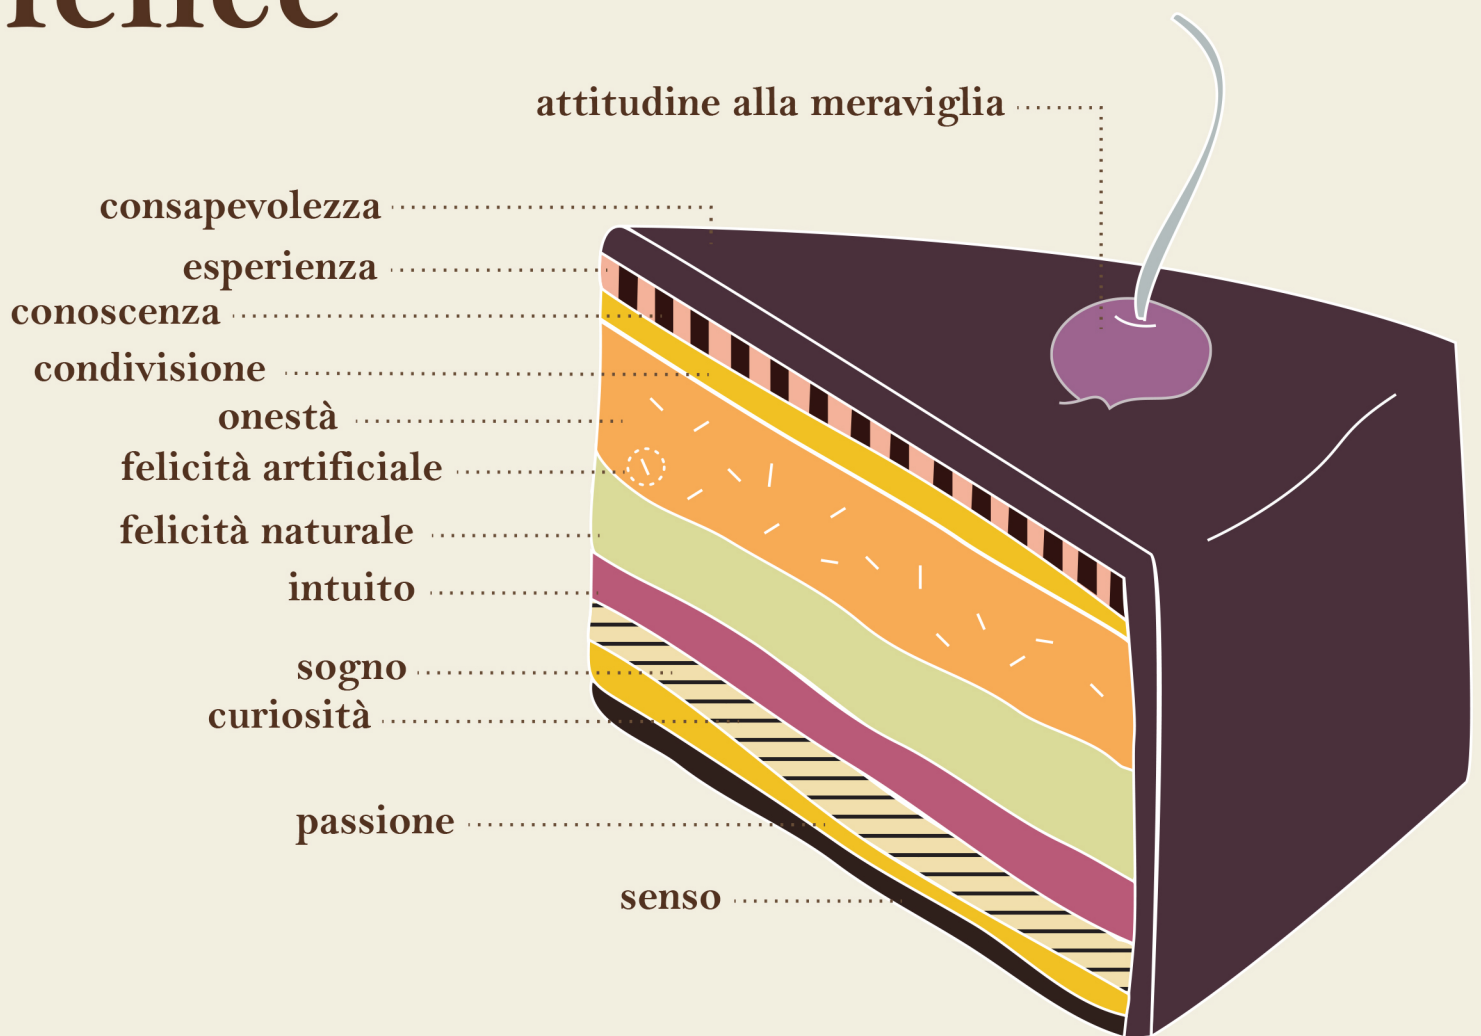 attitudine alla meraviglia
consapevolezza
esperienza
conoscenza
condivisione
onestà
felicità artificiale
felicità naturale
intuito
sogno
curiosità
passione
senso